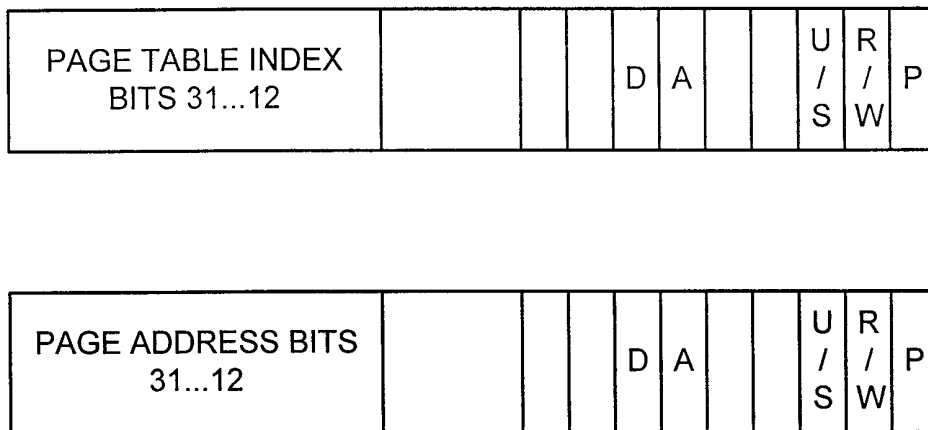 PAGE TABLE INDEX
BITS 31...12
D
A
U
/
S
R
/
W
P
PAGE ADDRESS BITS
31...12
D
A
U
/
S
R
/
W
P